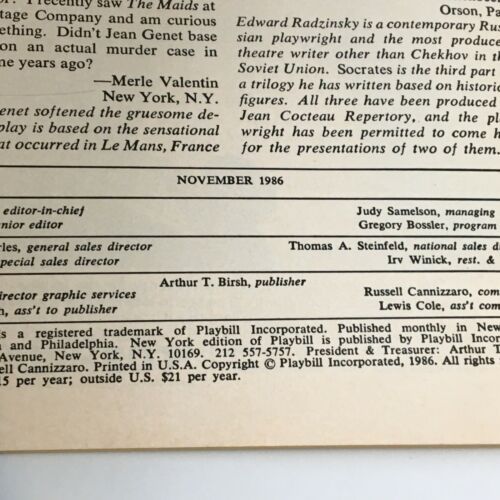 I recently saw The Maids at
tage Company and am curious
ething. Didn't Jean Genet base
on an actual murder case in
ne years ago?
—Merle Valentin
New York, N.Y.
enet softened the gruesome de-
play is based on the sensational
at occurred in Le Mans, France
Orson, Pa
Edward Radzinsky is a contemporary Rus
sian playwright and the most produce
theatre writer other than Chekhov in th
Soviet Union. Socrates is the third part
a trilogy he has written based on historic
figures. All three have been produced
Jean Cocteau Repertory, and the pl
wright has been permitted to come h
for the presentations of two of them.
NOVEMBER 1986
editor-in-chief
Judy Samelson, managing
nior editor
Gregory Bossler, program
rles, general sales director
Thomas A. Steinfeld, national sales d
pecial sales director
Irv Winick, rest. &
Arthur T. Birsh, publisher
irector graphic services
Russell Cannizzaro, com
n, ass't to publisher
Lewis Cole, ass't com
is a registered trademark of Playbill Incorporated. Published monthly in New
n and Philadelphia. New York edition of Playbill is published by Playbill Incor
Avenue, New York, N.Y. 10169. 212 557-5757. President & Treasurer: Arthur T
ell Cannizzaro. Printed in U.S.A. Copyright © Playbill Incorporated, 1986. All rights
15 per year; outside U.S. $21 per year.